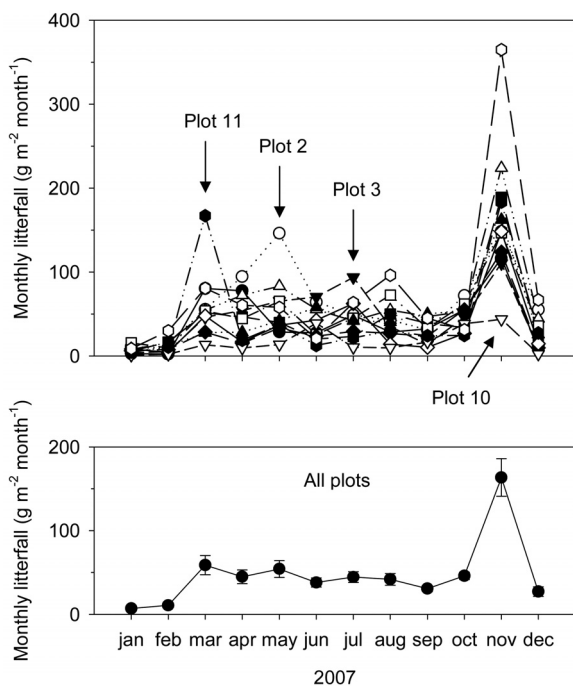 400
300
200
100
0
Monthly litterfall (g m⁻² month⁻¹)
Plot 11
Plot 2
Plot 3
Plot 10
200
100
0
Monthly litterfall (g m⁻² month⁻¹)
All plots
jan feb mar apr may jun jul aug sep oct nov dec
2007